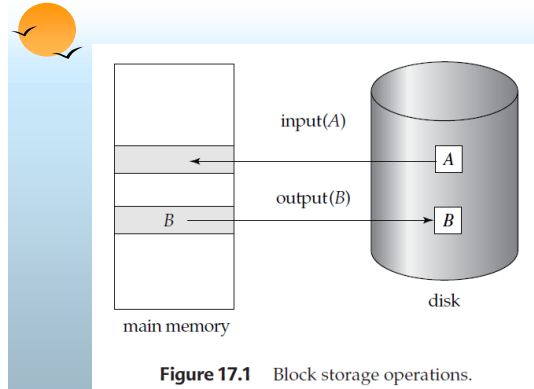 input(A)
A
output(B)
B
B
disk
main memory
Figure 17.1 Block storage operations.